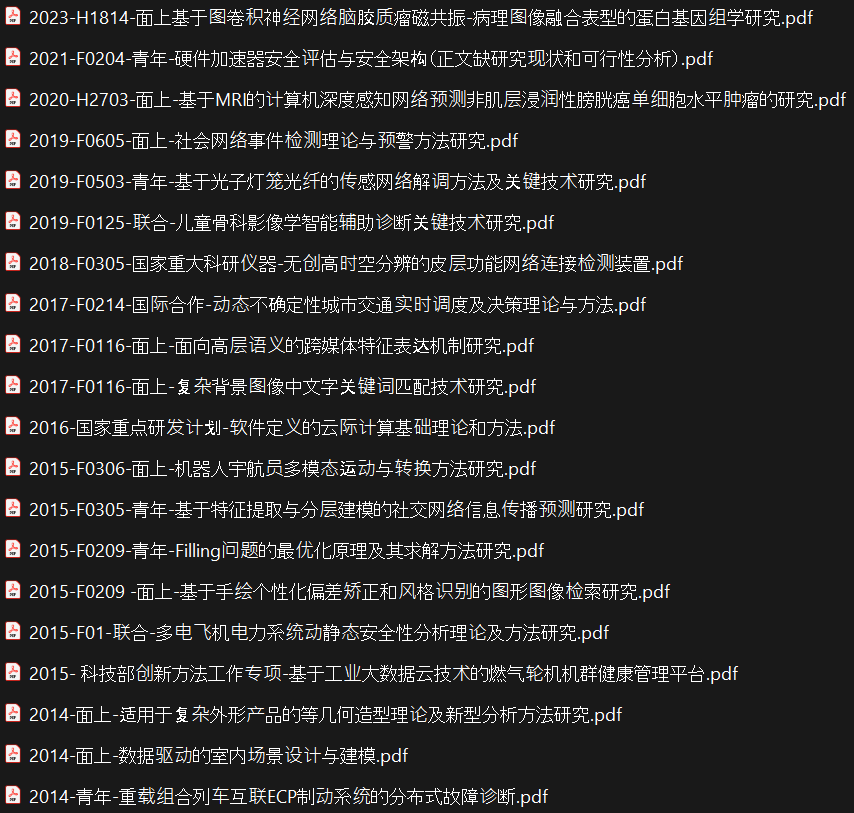 2023-H1814-面上基于图卷积神经网络脑胶质瘤磁共振-病理图像融合表型的蛋白基因组学研究.pdf
2021-F0204-青年-硬件加速器安全评估与安全架构(正文缺研究现状和可行性分析).pdf
2020-H2703-面上-基于MRI的计算机深度感知网络预测非肌层浸润性膀胱癌单细胞水平肿瘤的研究.pdf
2019-F0605-面上-社会网络事件检测理论与预警方法研究.pdf
2019-F0503-青年-基于光子灯笼光纤的传感网络解调方法及关键技术研究.pdf
2019-F0125-联合-儿童骨科影像学智能辅助诊断关键技术研究.pdf
2018-F0305-国家重大科研仪器-无创高时空分辨的皮层功能网络连接检测装置.pdf
2017-F0214-国际合作-动态不确定性城市交通实时调度及决策理论与方法.pdf
2017-F0116-面上-面向高层语义的跨媒体特征表达机制研究.pdf
2017-F0116-面上-复杂背景图像中文字关键词匹配技术研究.pdf
2016-国家重点研发计划-软件定义的云际计算基础理论和方法.pdf
2015-F0306-面上-机器人宇航员多模态运动与转换方法研究.pdf
2015-F0305-青年-基于特征提取与分层建模的社交网络信息传播预测研究.pdf
2015-F0209-青年-Filling问题的最优化原理及其求解方法研究.pdf
2015-F0209 -面上-基于手绘个性化偏差矫正和风格识别的图形图像检索研究.pdf
2015-F01-联合-多电飞机电力系统动静态安全性分析理论及方法研究.pdf
2015- 科技部创新方法工作专项-基于工业大数据云技术的燃气轮机机群健康管理平台.pdf
2014-面上-适用于复杂外形产品的等几何造型理论及新型分析方法研究.pdf
2014-面上-数据驱动的室内场景设计与建模.pdf
2014-青年-重载组合列车互联ECP制动系统的分布式故障诊断.pdf